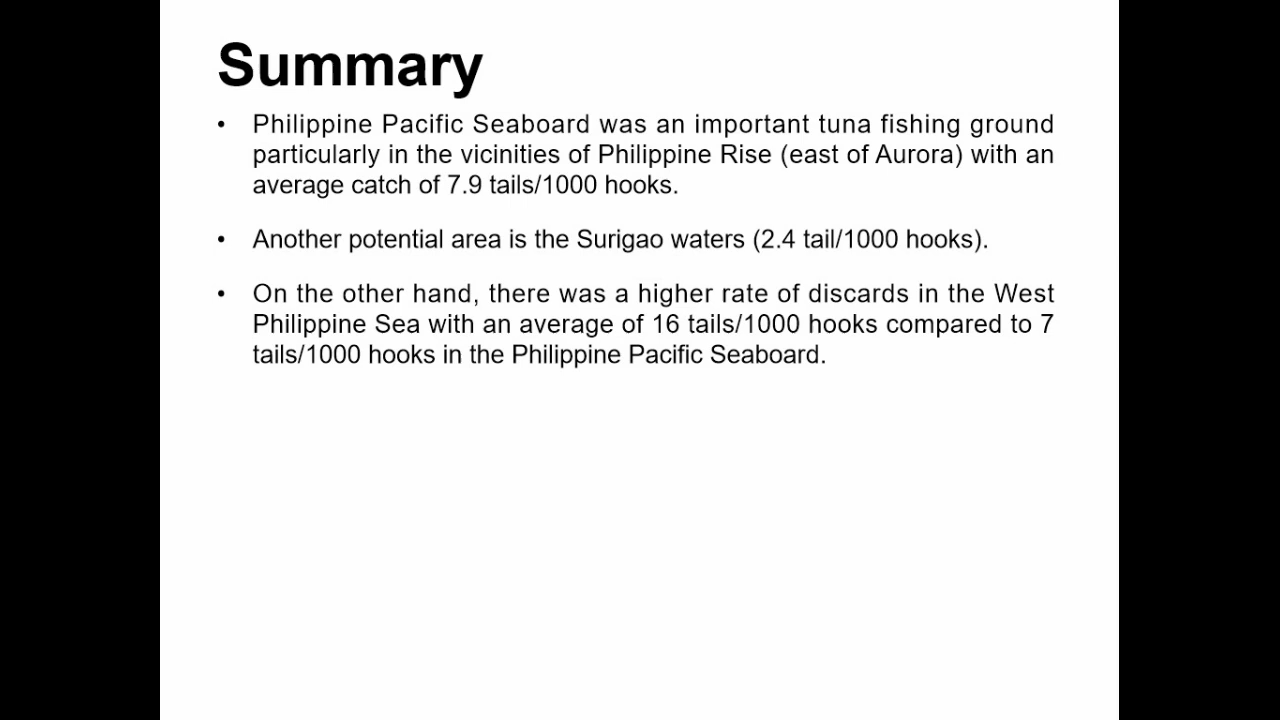 Summary
• Philippine Pacific Seaboard was an important tuna fishing ground
particularly in the vicinities of Philippine Rise (east of Aurora) with an
average catch of 7.9 tails/1000 hooks.
• Another potential area is the Surigao waters (2.4 tail/1000 hooks).
• On the other hand, there was a higher rate of discards in the West
Philippine Sea with an average of 16 tails/1000 hooks compared to 7
tails/1000 hooks in the Philippine Pacific Seaboard.